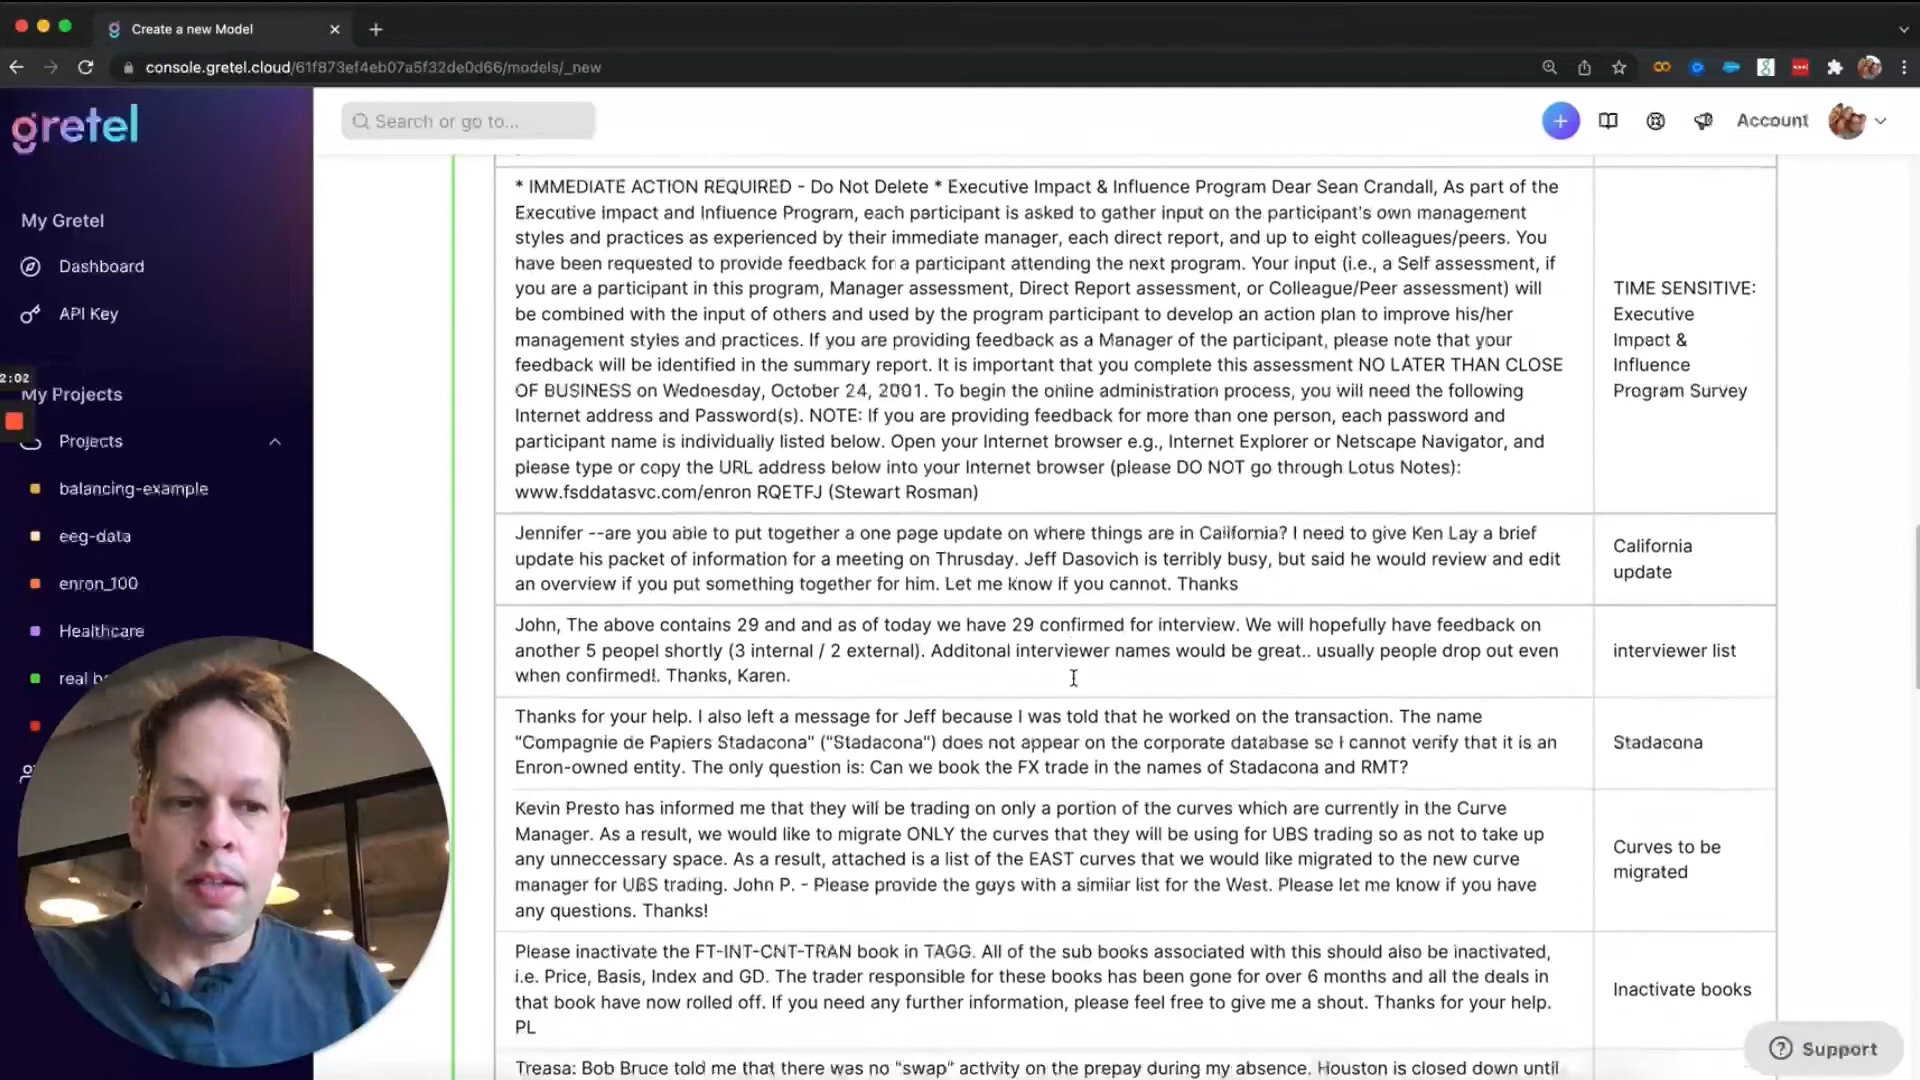 Create a new Model
console.gretel.cloud/61f873ef4eb07a5f32de0d66/models/_new
gretel
Search or go to...
Account
My Gretel
Dashboard
API Key
2:02
My Projects
Projects
balancing-example
eeg-data
enron_100
Healthcare
real
* IMMEDIATE ACTION REQUIRED - Do Not Delete * Executive Impact & Influence Program Dear Sean Crandall, As part of the
Executive Impact and Influence Program, each participant is asked to gather input on the participant's own management
styles and practices as experienced by their immediate manager, each direct report, and up to eight colleagues/peers. You
have been requested to provide feedback for a participant attending the next program. Your input (i.e., a Self assessment, if
you are a participant in this program, Manager assessment, Direct Report assessment, or Colleague/Peer assessment) will
be combined with the input of others and used by the program participant to develop an action plan to improve his/her
management styles and practices. If you are providing feedback as a Manager of the participant, please note that your
feedback will be identified in the summary report. It is important that you complete this assessment NO LATER THAN CLOSE
OF BUSINESS on Wednesday, October 24, 2001. To begin the online administration process, you will need the following
Internet address and Password(s). NOTE: If you are providing feedback for more than one person, each password and
participant name is individually listed below. Open your Internet browser e.g., Internet Explorer or Netscape Navigator, and
please type or copy the URL address below into your Internet browser (please DO NOT go through Lotus Notes):
www.fsddatasvc.com/enron RQETFJ (Stewart Rosman)
TIME SENSITIVE:
Executive
Impact &
Influence
Program Survey
Jennifer --are you able to put together a one page update on where things are in California? I need to give Ken Lay a brief
update his packet of information for a meeting on Thrusday. Jeff Dasovich is terribly busy, but said he would review and edit
an overview if you put something together for him. Let me know if you cannot. Thanks
California
update
John, The above contains 29 and and as of today we have 29 confirmed for interview. We will hopefully have feedback on
another 5 peopel shortly (3 internal / 2 external). Additonal interviewer names would be great.. usually people drop out even
when confirmed!. Thanks, Karen.
interviewer list
Thanks for your help. I also left a message for Jeff because I was told that he worked on the transaction. The name
"Compagnie de Papiers Stadacona" ("Stadacona") does not appear on the corporate database so I cannot verify that it is an
Enron-owned entity. The only question is: Can we book the FX trade in the names of Stadacona and RMT?
Stadacona
Kevin Presto has informed me that they will be trading on only a portion of the curves which are currently in the Curve
Manager. As a result, we would like to migrate ONLY the curves that they will be using for UBS trading so as not to take up
any unneccessary space. As a result, attached is a list of the EAST curves that we would like migrated to the new curve
manager for UBS trading. John P. - Please provide the guys with a similar list for the West. Please let me know if you have
any questions. Thanks!
Curves to be
migrated
Please inactivate the FT-INT-CNT-TRAN book in TAGG. All of the sub books associated with this should also be inactivated,
i.e. Price, Basis, Index and GD. The trader responsible for these books has been gone for over 6 months and all the deals in
that book have now rolled off. If you need any further information, please feel free to give me a shout. Thanks for your help.
PL
Inactivate books
Treasa: Bob Bruce told me that there was no "swap" activity on the prepay during my absence. Houston is closed down until
Support